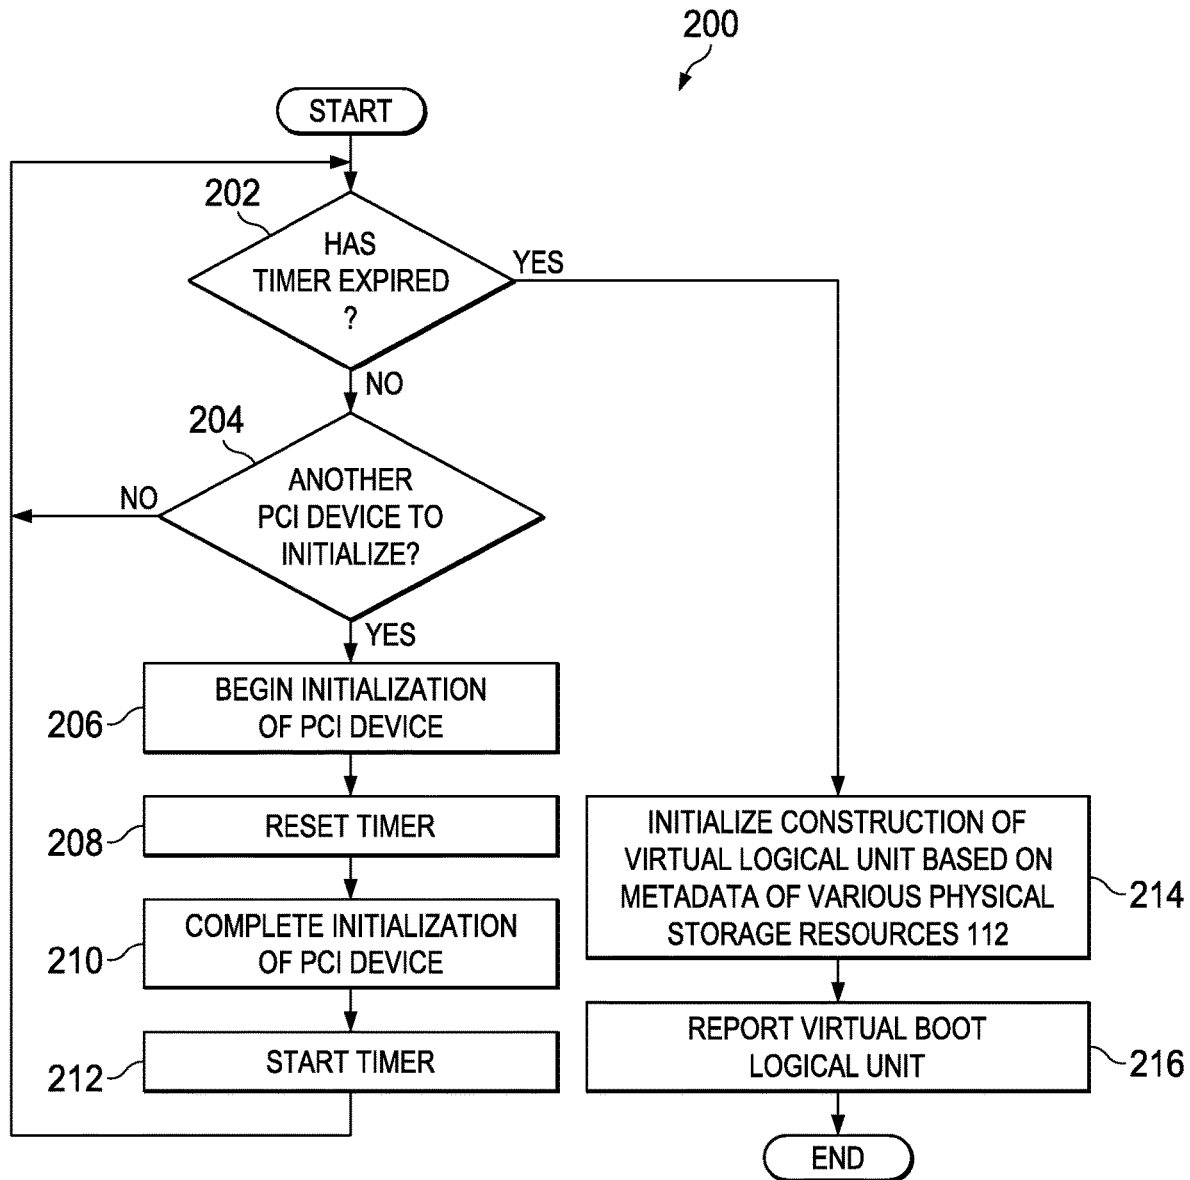 200
START
202
HAS
TIMER EXPIRED
?
YES
NO
204
ANOTHER
PCI DEVICE TO
INITIALIZE?
NO
YES
206
BEGIN INITIALIZATION
OF PCI DEVICE
208
RESET TIMER
210
COMPLETE INITIALIZATION
OF PCI DEVICE
212
START TIMER
INITIALIZE CONSTRUCTION OF
VIRTUAL LOGICAL UNIT BASED ON
METADATA OF VARIOUS PHYSICAL
STORAGE RESOURCES 112
214
REPORT VIRTUAL BOOT
LOGICAL UNIT
216
END